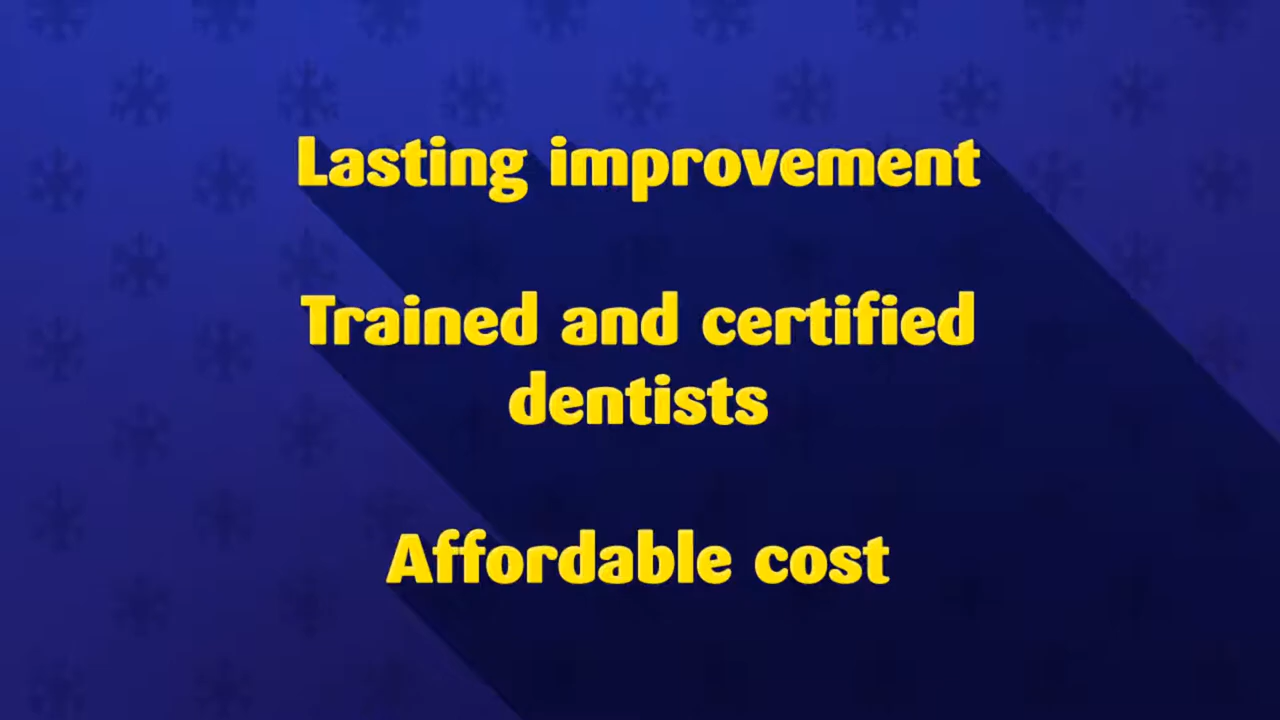 Lasting improvement
Trained and certified
dentists
Affordable cost